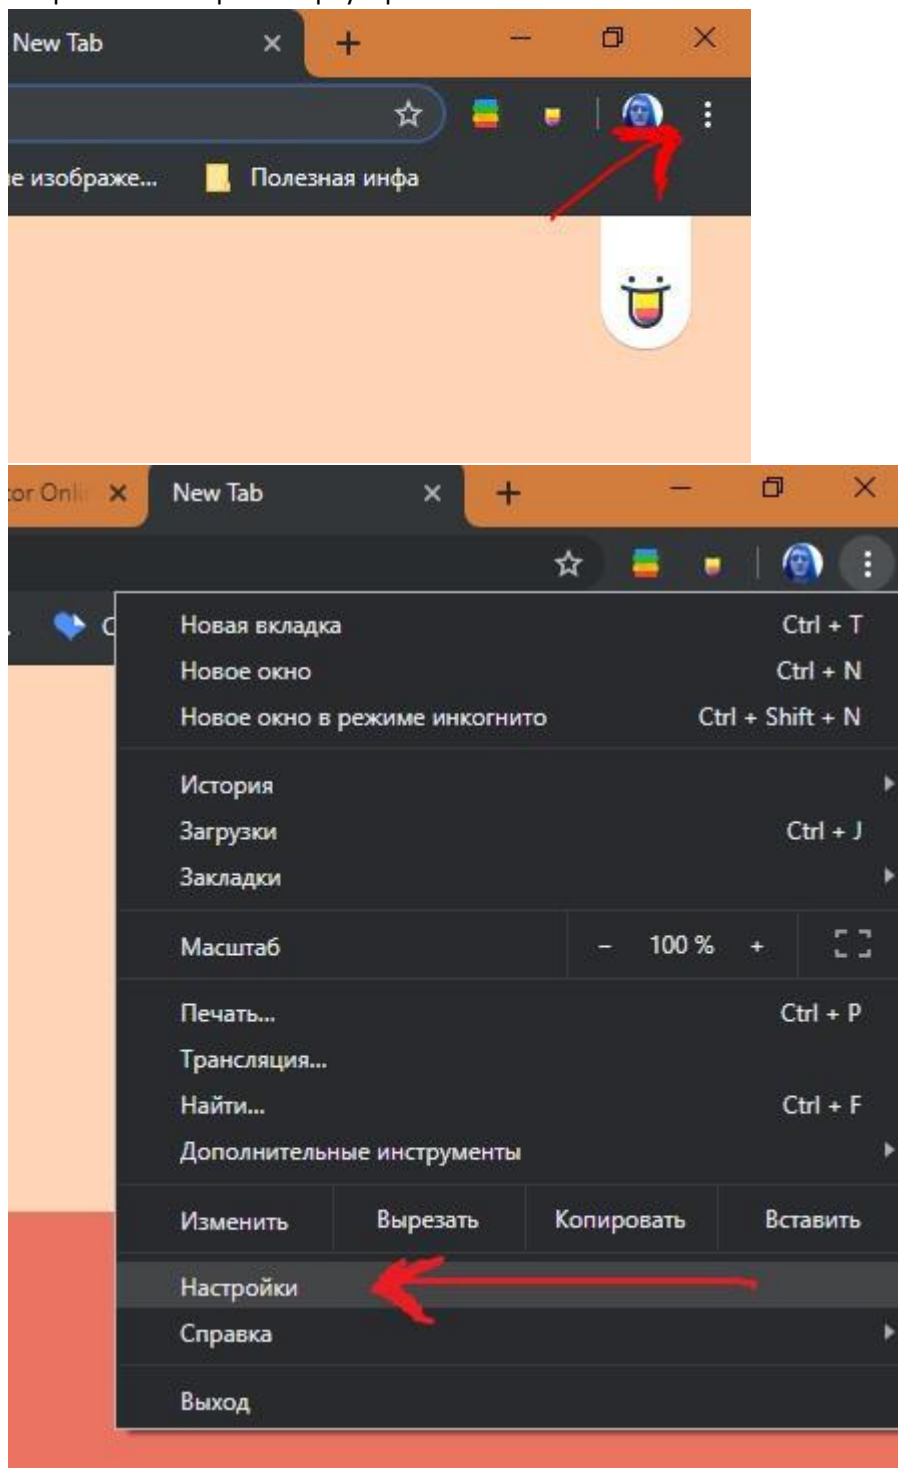 New Tab
е изображе...
Полезная инфа
tor Onli
New Tab
Новая вкладка Ctrl + T
Новое окно Ctrl + N
Новое окно в режиме инкогнито Ctrl + Shift + N
История
Загрузки Ctrl + J
Закладки
Масштаб – 100 % +
Печать... Ctrl + P
Трансляция...
Найти... Ctrl + F
Дополнительные инструменты
Изменить Вырезать Копировать Вставить
Настройки
Справка
Выход